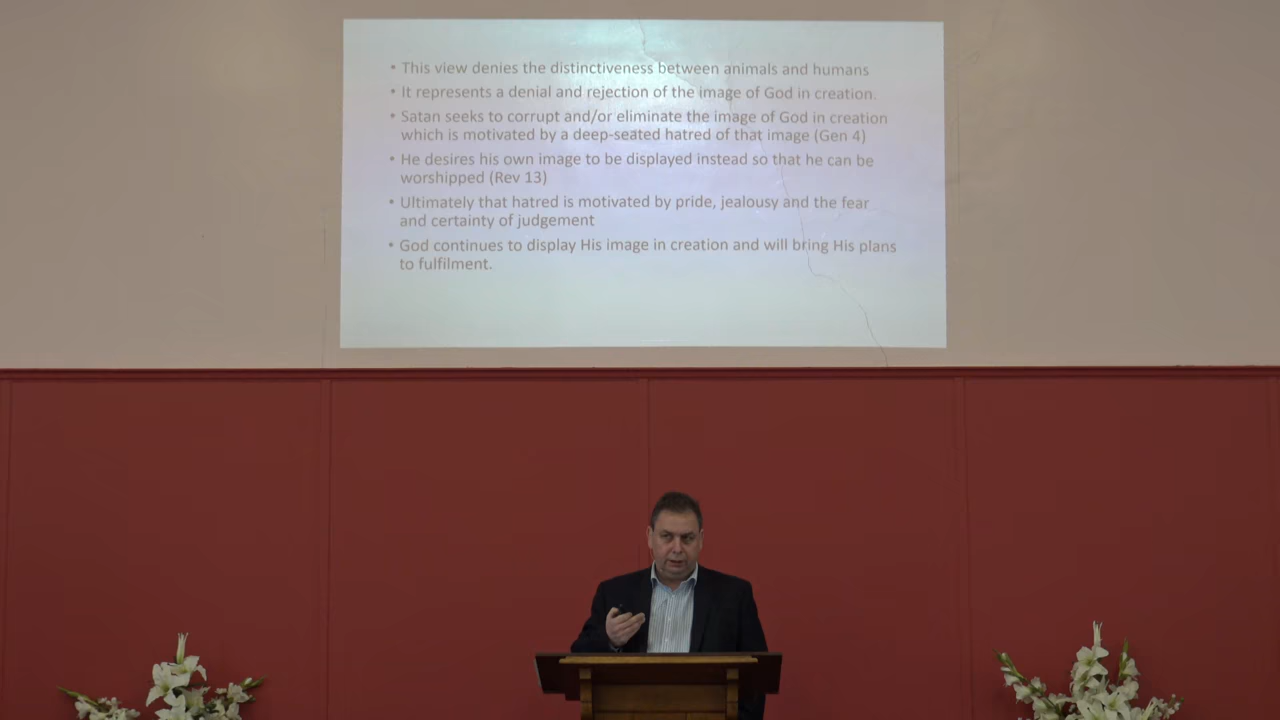 • This view denies the distinctiveness between animals and humans
• It represents a denial and rejection of the image of God in creation.
• Satan seeks to corrupt and/or eliminate the image of God in creation
which is motivated by a deep-seated hatred of that image (Gen 4)
• He desires his own image to be displayed instead so that he can be
worshipped (Rev 13)
• Ultimately that hatred is motivated by pride, jealousy and the fear
and certainty of judgement
• God continues to display His image in creation and will bring His plans
to fulfilment.